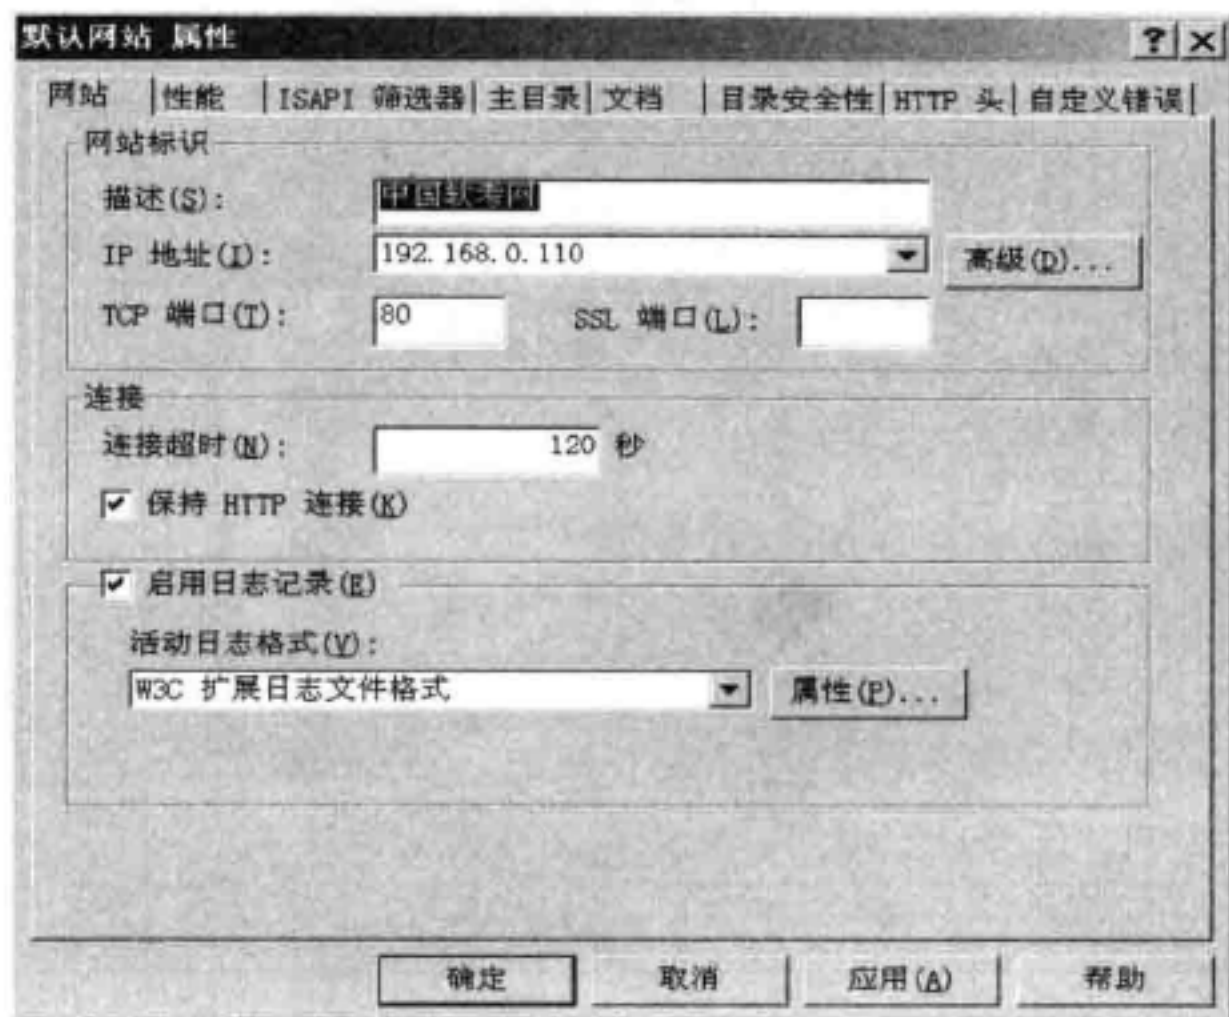 默认网站 属性
网站 性能 ISAPI 筛选器 主目录 文档 目录安全性 HTTP 头 自定义错误
网站标识
描述(S): 中国软考网
IP 地址(I): 192.168.0.110 高级(D)...
TCP 端口(T): 80 SSL 端口(L):
连接
连接超时(N): 120 秒
保持 HTTP 连接(K)
启用日志记录(E)
活动日志格式(V):
W3C 扩展日志文件格式 属性(P)...
确定 取消 应用(A) 帮助